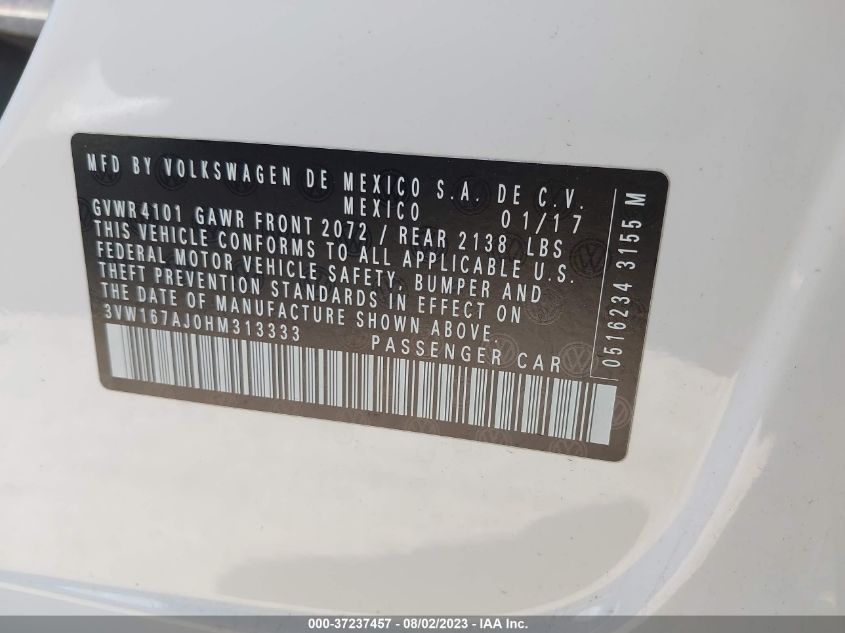 MFD BY VOLKSWAGEN DE MEXICO S.A. DE C.V.
MEXICO 01/17
GVWR4101 GAWR FRONT 2072 / REAR 2138 LBS
THIS VEHICLE CONFORMS TO ALL APPLICABLE U.S.
FEDERAL MOTOR VEHICLE SAFETY, BUMPER AND
THEFT PREVENTION STANDARDS IN EFFECT ON
THE DATE OF MANUFACTURE SHOWN ABOVE.
3VW167AJ0HM313333 PASSENGER CAR
0516234 3155 M
000-37237457 - 08/02/2023 - IAA Inc.